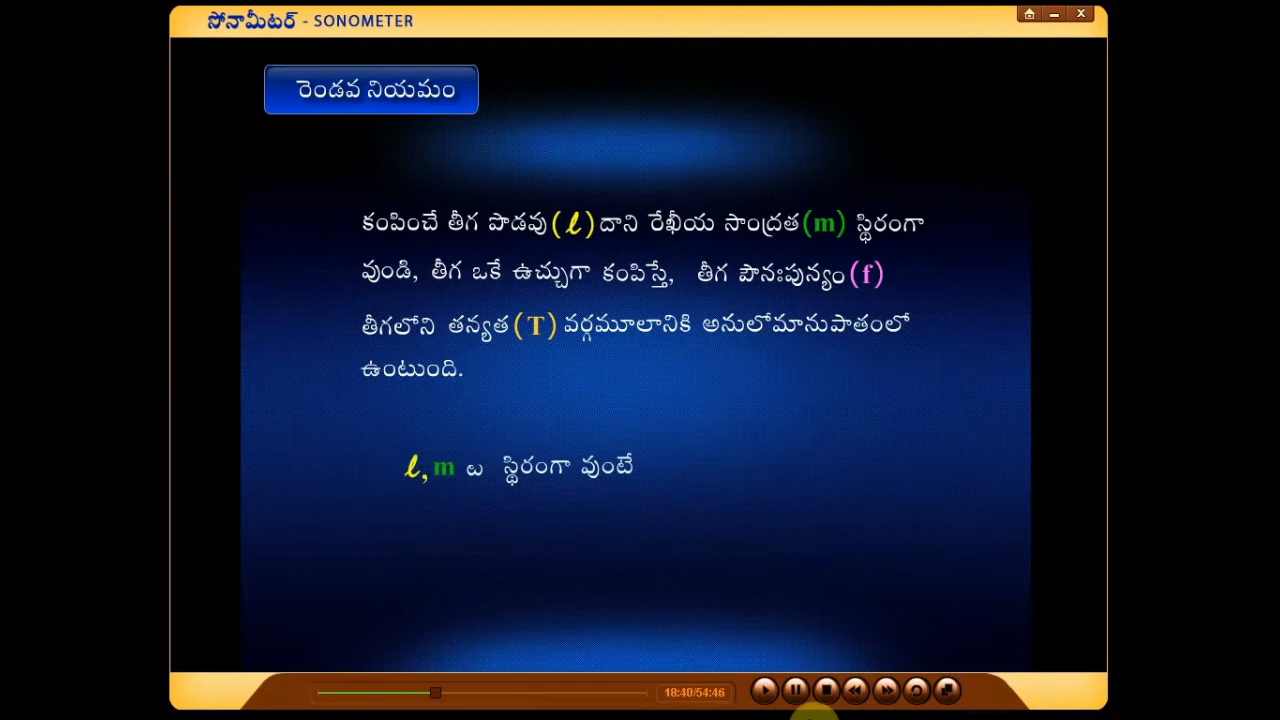 సోనామీటర్ - SONOMETER
రెండవ నియమం
కంపించే తీగ పొడవు(ℓ) దాని రేఖీయ సాంద్రత(m) స్థిరంగా
వుండి, తీగ ఒకే ఉచ్చుగా కంపిస్తే, తీగ పౌనఃపున్యం(f)
తీగలోని తన్యత(T) వర్గమూలానికి అనులోమానుపాతంలో
ఉంటుంది.
ℓ, m లు స్థిరంగా వుంటే
18:40/54:46